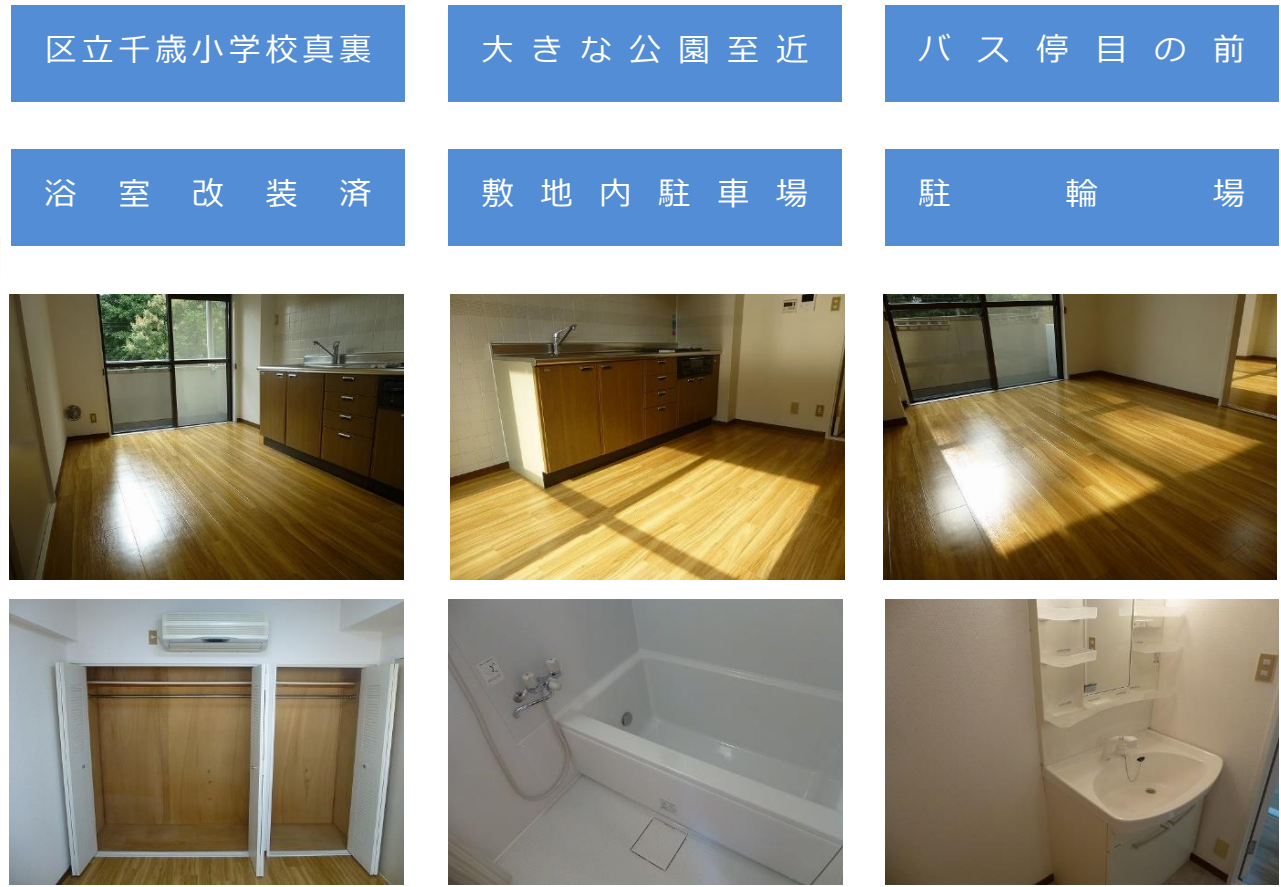 区立千歳小学校真裏
大きな公園至近
バス停目の前
浴室改装済
敷地内駐車場
駐輪場